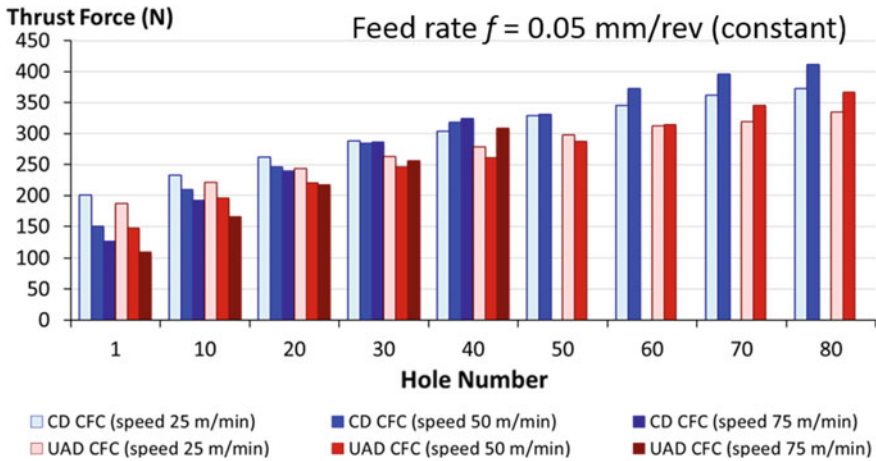 Thrust Force (N)
Feed rate f = 0.05 mm/rev (constant)
450
400
350
300
250
200
150
100
50
0
1 10 20 30 40 50 60 70 80
Hole Number
CD CFC (speed 25 m/min) CD CFC (speed 50 m/min) CD CFC (speed 75 m/min)
UAD CFC (speed 25 m/min) UAD CFC (speed 50 m/min) UAD CFC (speed 75 m/min)